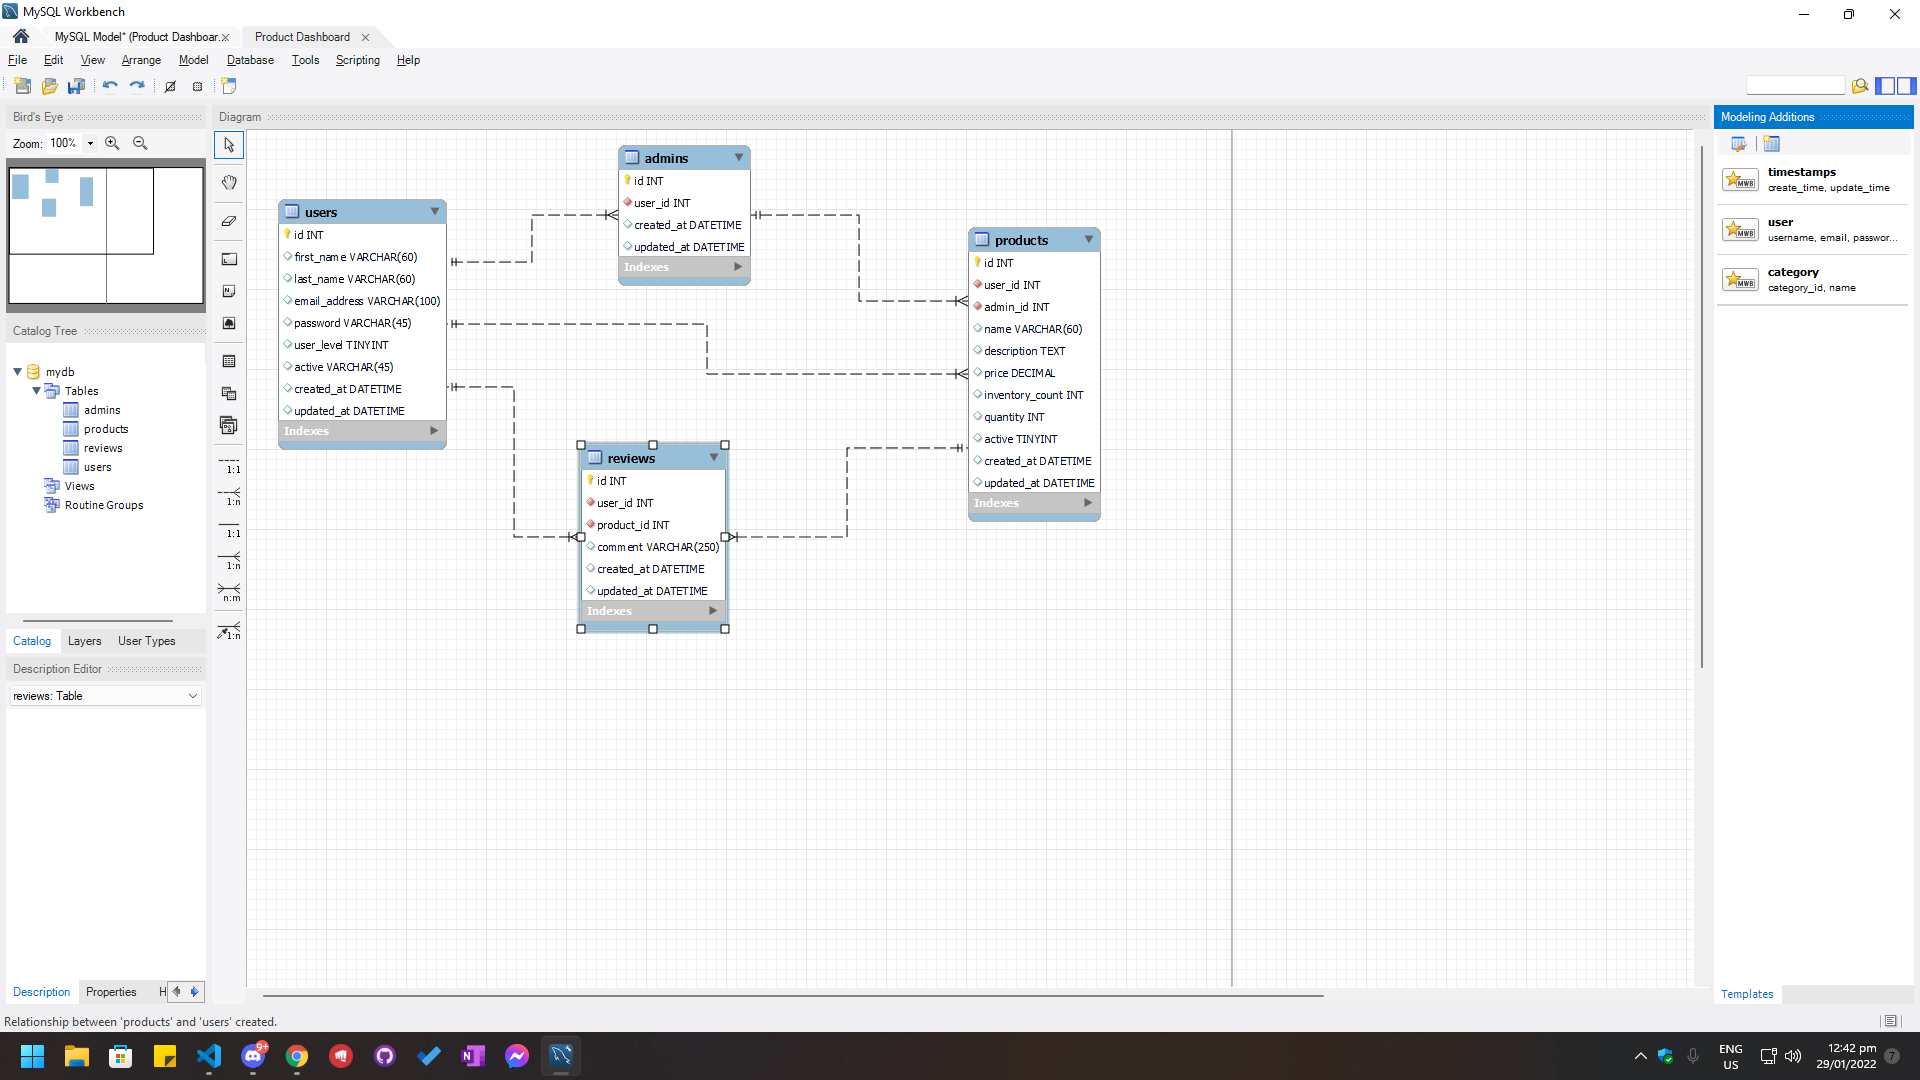 MySQL Workbench
MySQL Model* (Product Dashboar...
Product Dashboard
File Edit View Arrange Model Database Tools Scripting Help
Bird's Eye
Zoom: 100%
Catalog Tree
mydb
Tables
admins
products
reviews
users
Views
Routine Groups
Catalog Layers User Types
Description Editor
reviews: Table
Description Properties H
Diagram
1:1
1:n
1:1
1:n
n:m
1:n
users
id INT
first_name VARCHAR(60)
last_name VARCHAR(60)
email_address VARCHAR(100)
password VARCHAR(45)
user_level TINYINT
active VARCHAR(45)
created_at DATETIME
updated_at DATETIME
Indexes
admins
id INT
user_id INT
created_at DATETIME
updated_at DATETIME
Indexes
reviews
id INT
user_id INT
product_id INT
comment VARCHAR(250)
created_at DATETIME
updated_at DATETIME
Indexes
products
id INT
user_id INT
admin_id INT
name VARCHAR(60)
description TEXT
price DECIMAL
inventory_count INT
quantity INT
active TINYINT
created_at DATETIME
updated_at DATETIME
Indexes
Modeling Additions
MWB
timestamps
create_time, update_time
MWB
user
username, email, passwor...
MWB
category
category_id, name
Templates
Relationship between 'products' and 'users' created.
9+
N
ENG
US
12:42 pm
29/01/2022
7